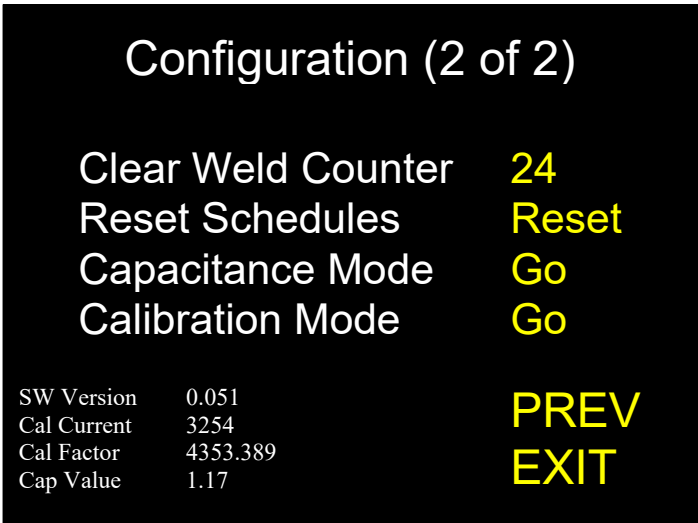 Configuration (2 of 2)
Clear Weld Counter 24
Reset Schedules Reset
Capacitance Mode Go
Calibration Mode Go
SW Version 0.051
Cal Current 3254
Cal Factor 4353.389
Cap Value 1.17
PREV
EXIT